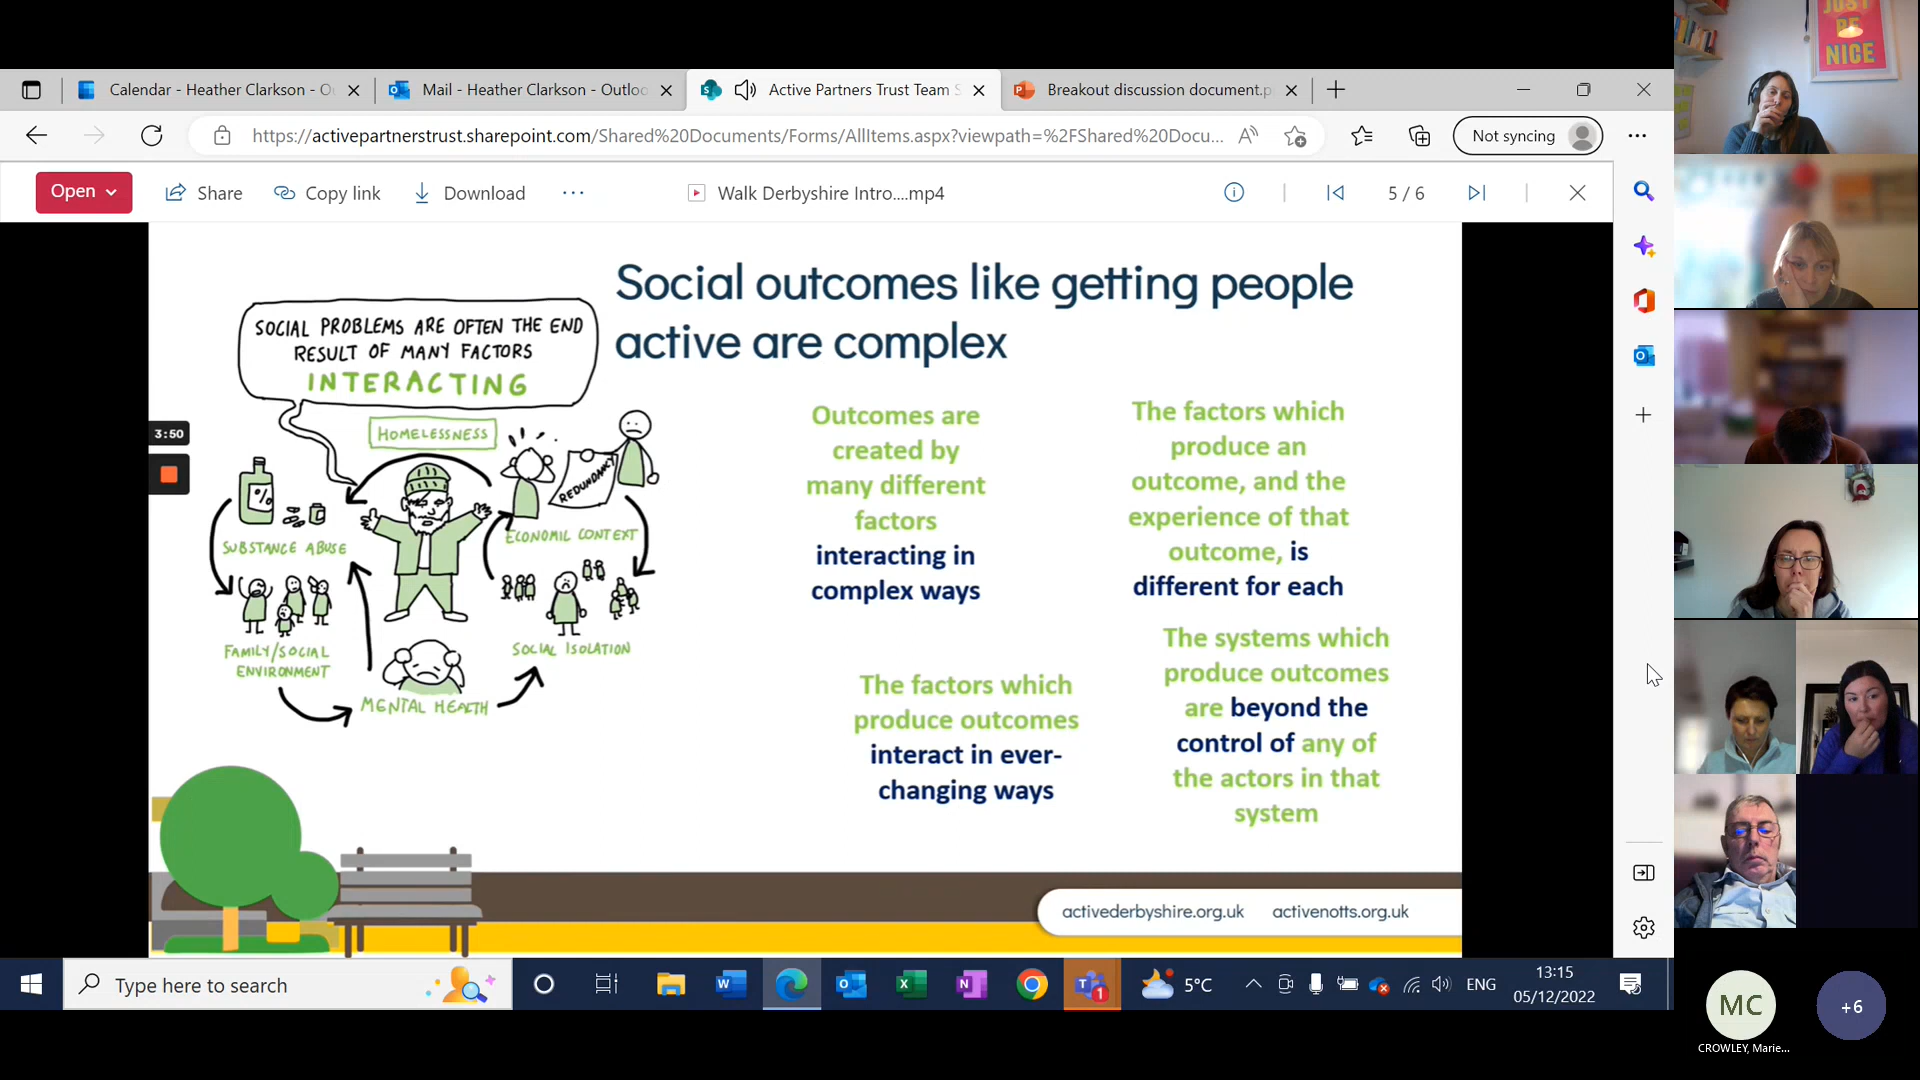 JUST
BE
NICE
Calendar - Heather Clarkson - Ou
Mail - Heather Clarkson - Outloo
Active Partners Trust Team S
Breakout discussion document.p
https://activepartnerstrust.sharepoint.com/Shared%20Documents/Forms/AllItems.aspx?viewpath=%2FShared%20Docu...
Not syncing
Open
Share
Copy link
Download
Walk Derbyshire Intro....mp4
5 / 6
Social outcomes like getting people
active are complex
SOCIAL PROBLEMS ARE OFTEN THE END
RESULT OF MANY FACTORS
INTERACTING
3:50
HOMELESSNESS
REDUNDANCY
%
SUBSTANCE ABUSE
ECONOMIC CONTEXT
FAMILY/SOCIAL
ENVIRONMENT
SOCIAL ISOLATION
MENTAL HEALTH
Outcomes are
created by
many different
factors
interacting in
complex ways
The factors which
produce an
outcome, and the
experience of that
outcome, is
different for each
The factors which
produce outcomes
interact in ever-
changing ways
The systems which
produce outcomes
are beyond the
control of any of
the actors in that
system
activederbyshire.org.uk
activenotts.org.uk
Type here to search
1
5°C
ENG
13:15
05/12/2022
MC
CROWLEY, Marie...
+6